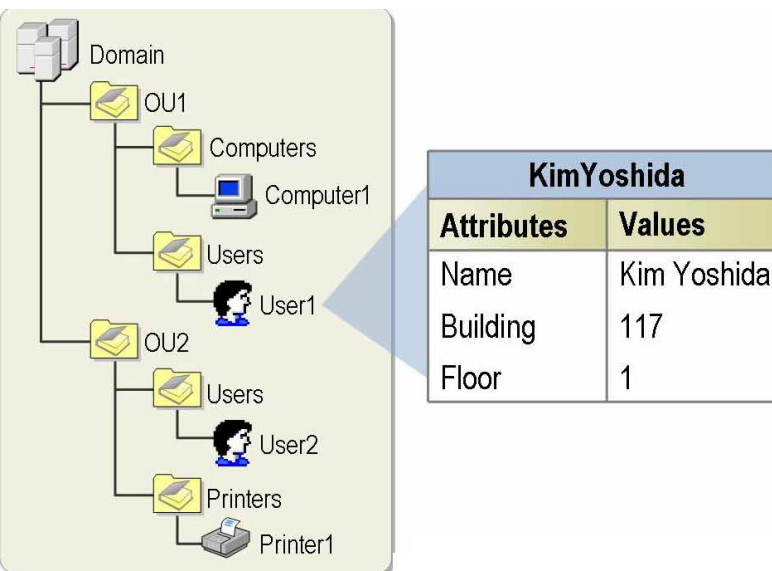 Domain
OU1
Computers
Computer1
Users
User1
OU2
Users
User2
Printers
Printer1
KimYoshida
Attributes Values
Name Kim Yoshida
Building 117
Floor 1